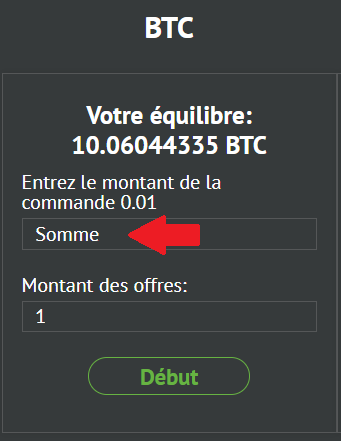 BTC
Votre équilibre:
10.06044335 BTC
Entrez le montant de la
commande 0.01
Somme
Montant des offres:
1
Début